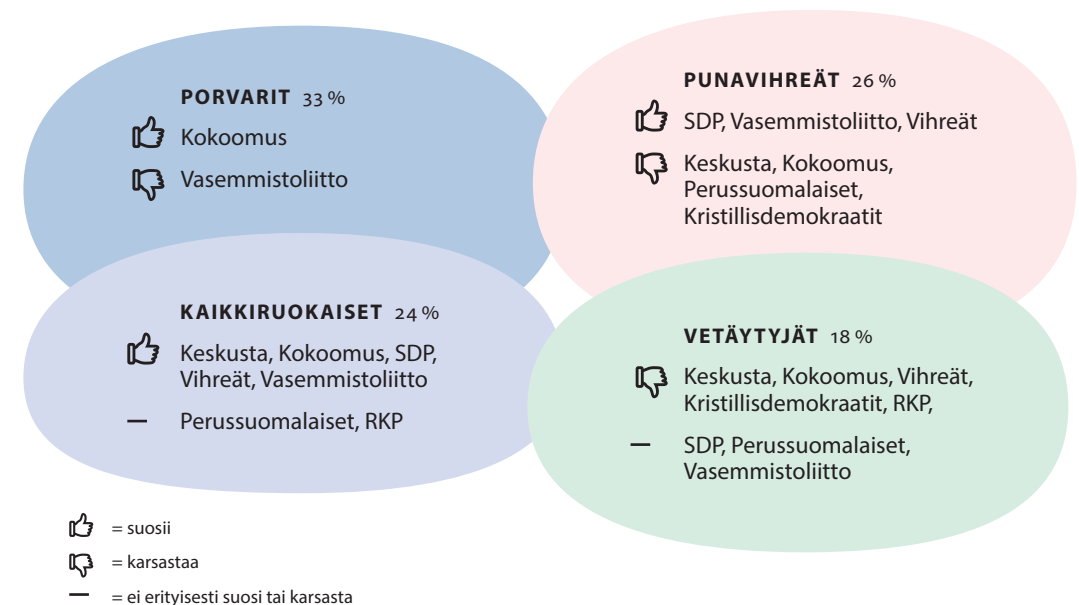 PORVARIT 33 %
Kokoomus
Vasemmistoliitto
PUNAVIHREÄT 26 %
SDP, Vasemmistoliitto, Vihreät
Keskusta, Kokoomus,
Perussuomalaiset,
Kristillisdemokraatit
KAIKKIRUOKAISET 24 %
Keskusta, Kokoomus, SDP,
Vihreät, Vasemmistoliitto
— Perussuomalaiset, RKP
VETÄYTYJÄT 18 %
Keskusta, Kokoomus, Vihreät,
Kristillisdemokraatit, RKP,
— SDP, Perussuomalaiset,
Vasemmistoliitto
= suosii
= karsastaa
— = ei erityisesti suosi tai karsasta